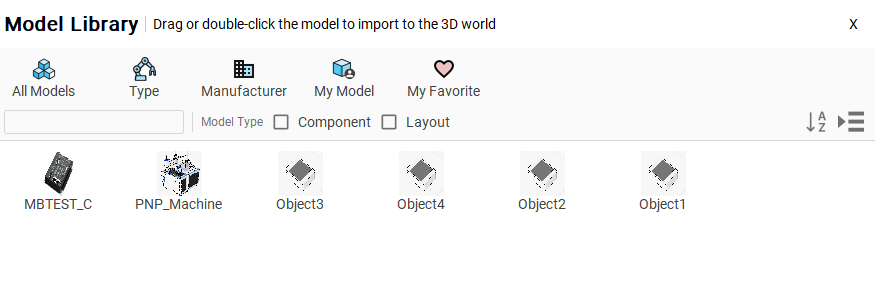 Model Library | Drag or double-click the model to import to the 3D world X
All Models Type Manufacturer My Model My Favorite
Model Type Component Layout A Z
MBTEST_C PNP_Machine Object3 Object4 Object2 Object1